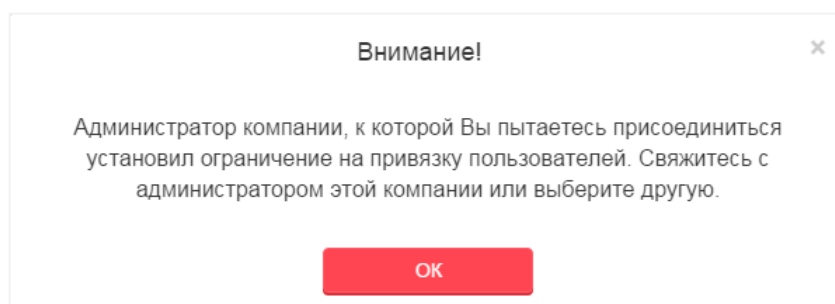 Внимание!
Администратор компании, к которой Вы пытаетесь присоединиться
установил ограничение на привязку пользователей. Свяжитесь с
администратором этой компании или выберите другую.
ОК